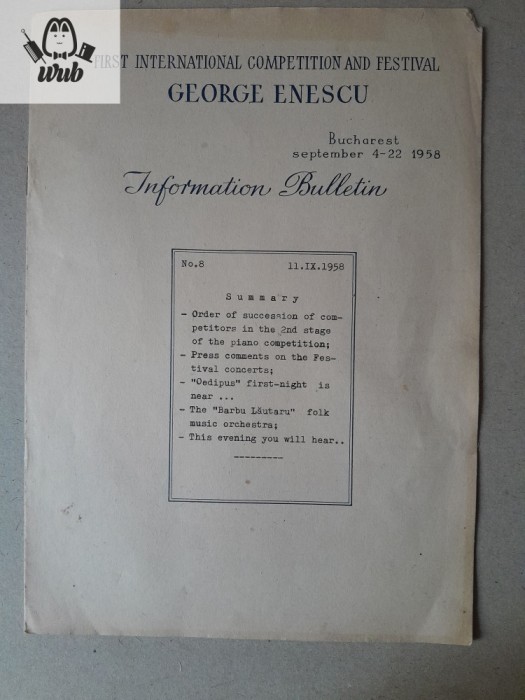 wub
FIRST INTERNATIONAL COMPETITION AND FESTIVAL
GEORGE ENESCU
Bucharest
september 4-22 1958
Information Bulletin
No.8 11.IX.1958
Summary
- Order of succession of com-
petitors in the 2nd stage
of the piano competition;
- Press comments on the Fes-
tival concerts;
- "Oedipus" first-night is
near ...
- The "Barbu Lăutaru" folk
music orchestra;
- This evening you will hear..